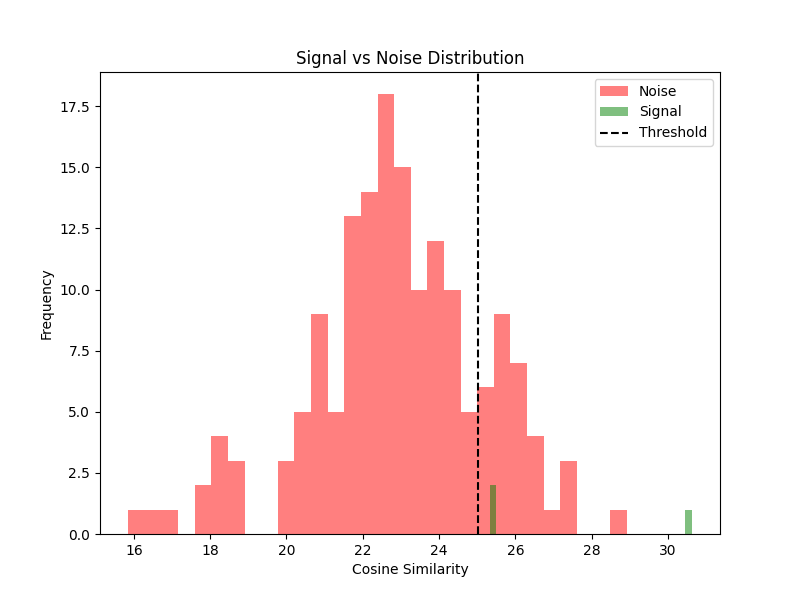 Signal vs Noise Distribution
Noise
Signal
Threshold
17.5
15.0
12.5
10.0
7.5
5.0
2.5
0.0
Frequency
16 18 20 22 24 26 28 30
Cosine Similarity